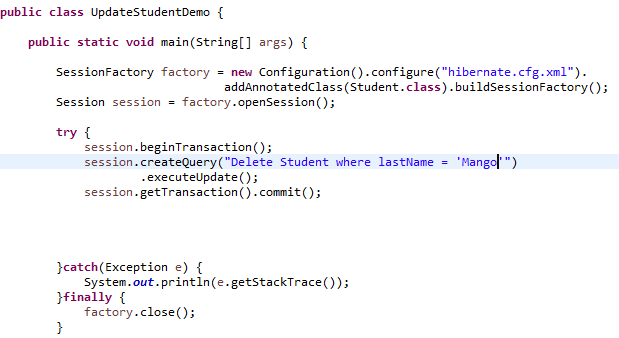 public class UpdateStudentDemo {
public static void main(String[] args) {
SessionFactory factory = new Configuration().configure("hibernate.cfg.xml").
addAnnotatedClass(Student.class).buildSessionFactory();
Session session = factory.openSession();
try {
session.beginTransaction();
session.createQuery("Delete Student where lastName = 'Mango'")
.executeUpdate();
session.getTransaction().commit();
}catch(Exception e) {
System.out.println(e.getStackTrace());
}finally {
factory.close();
}